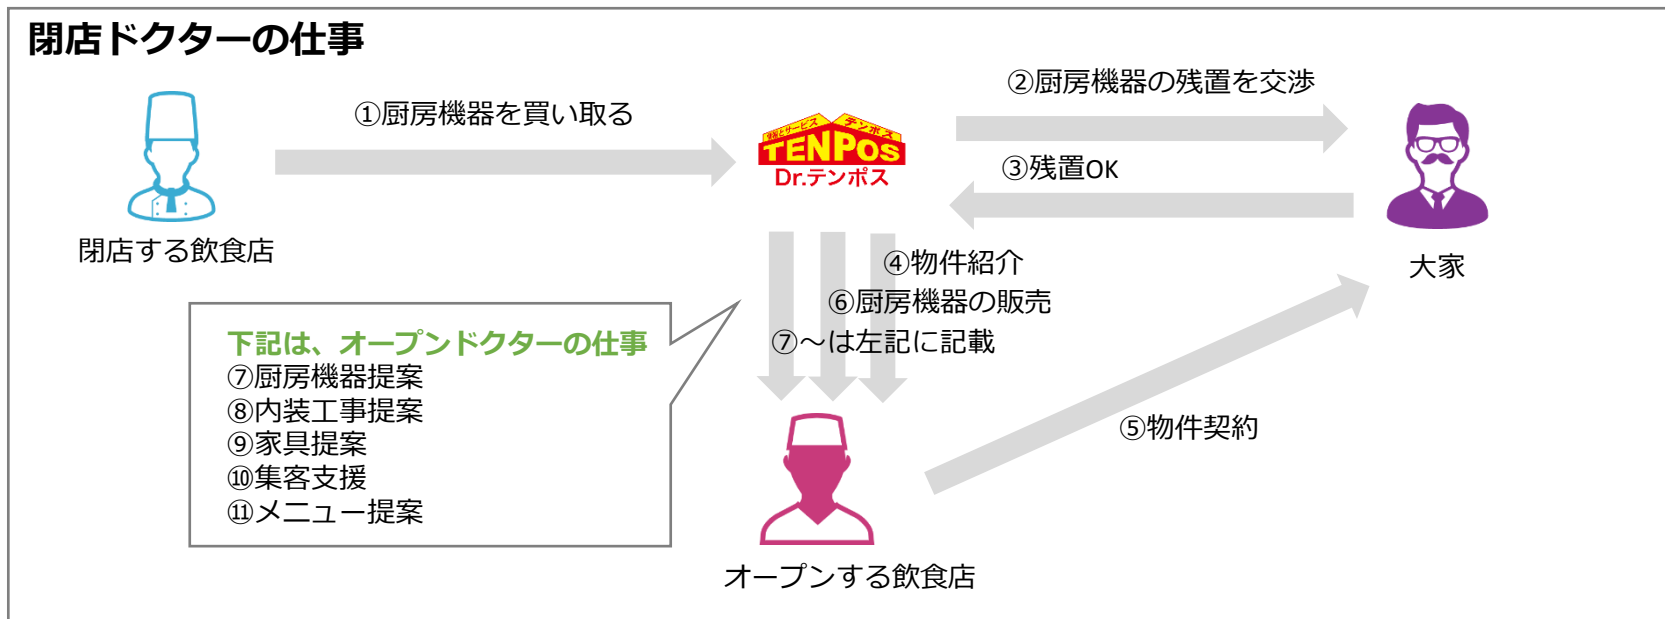 閉店ドクターの仕事
①厨房機器を買い取る
②厨房機器の残置を交渉
テンポス
TENPOS
Dr.テンポス
③残置OK
閉店する飲食店
大家
④物件紹介
⑥厨房機器の販売
⑦～は左記に記載
下記は、オープンドクターの仕事
⑦厨房機器提案
⑧内装工事提案
⑨家具提案
⑩集客支援
⑪メニュー提案
⑤物件契約
オープンする飲食店